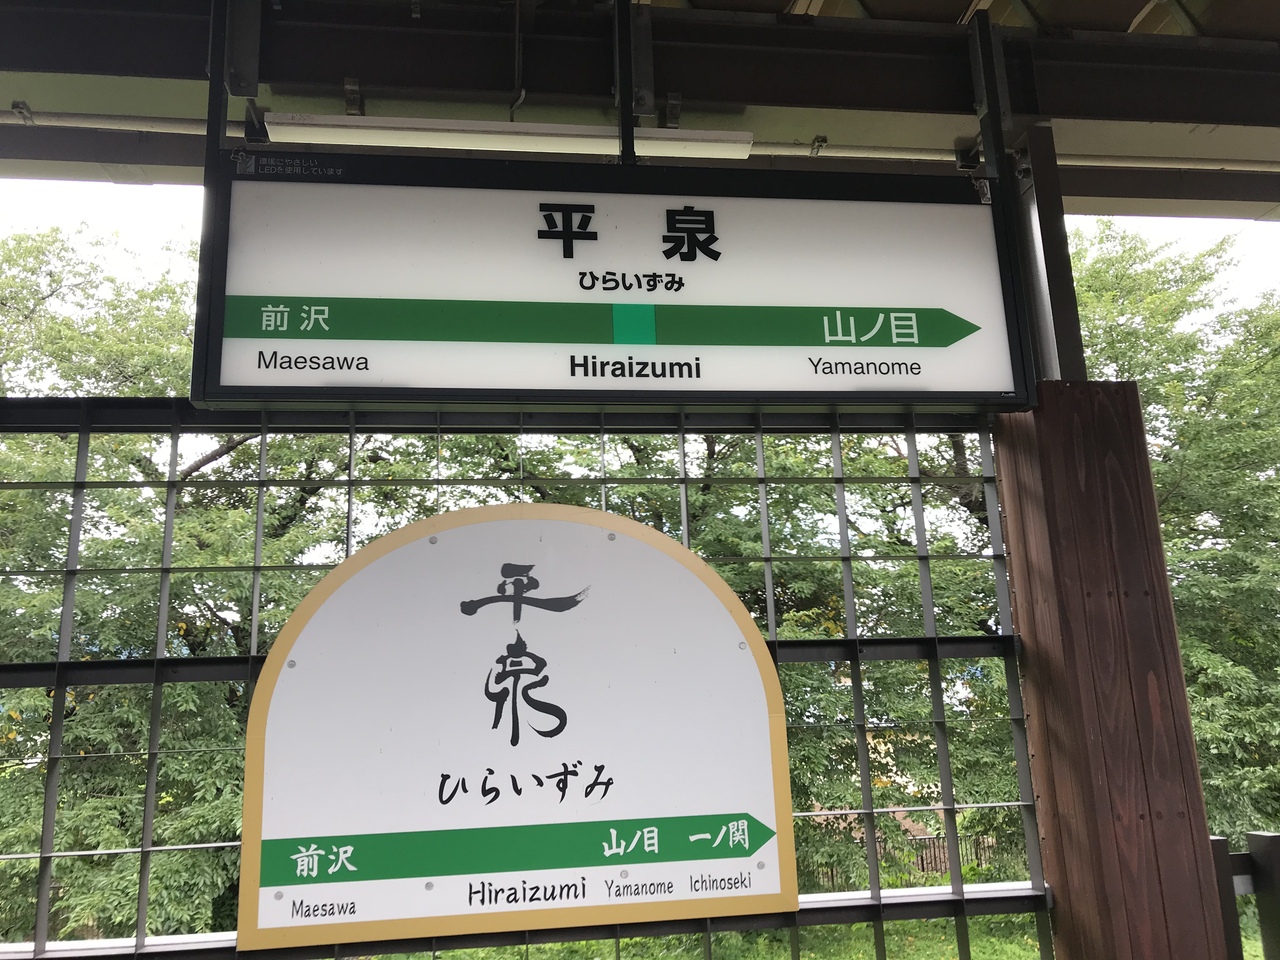 環境にやさしい
LEDを使用しています
平泉
ひらいずみ
前沢 山ノ目
Maesawa Hiraizumi Yamanome
平
泉
ひらいずみ
前沢 山ノ目 一ノ関
Maesawa Hiraizumi Yamanome Ichinoseki